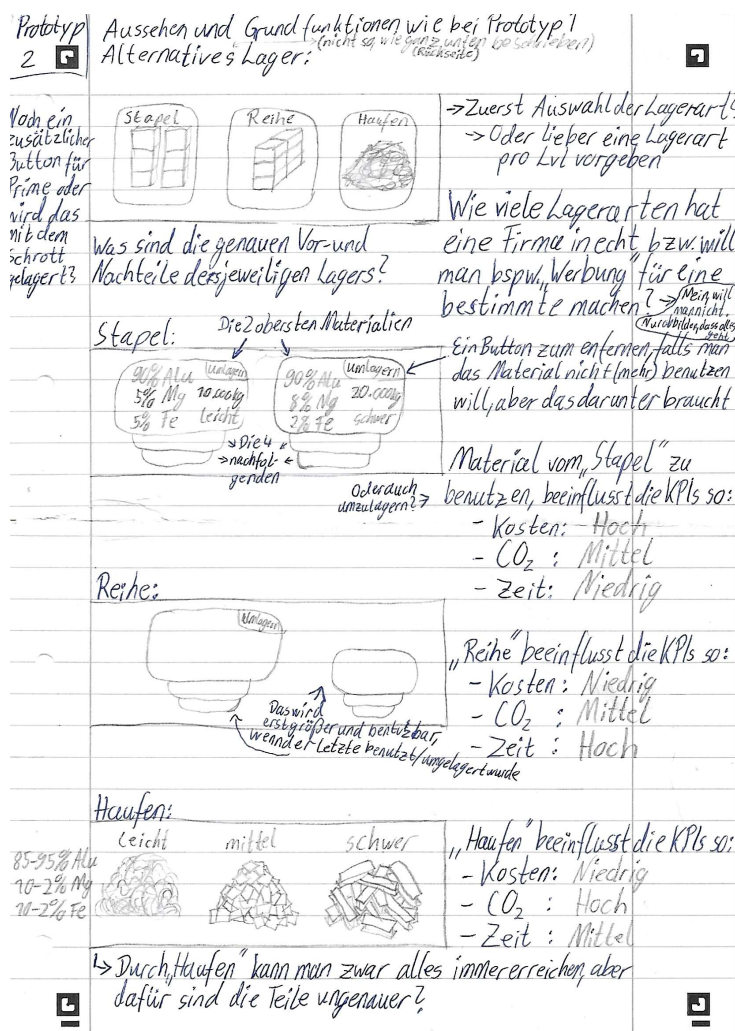 Prototyp
2
Aussehen und Grundfunktionen wie bei Prototyp 1
(nicht so, wie ganz unten beschrieben)
(Rückseite)
Alternatives Lager:
Noch ein
zusätzlicher
Button für
Prime oder
wird das
mit dem
Schrott
gelagert?
Stapel
Reihe
Haufen
→ Zuerst Auswahl der Lagerart?
→ Oder lieber eine Lagerart
pro Lvl vorgeben
Was sind die genauen Vor- und
Nachteile des jeweiligen Lagers?
Wie viele Lagerarten hat
eine Firma in echt bzw. will
man bspw. „Werbung" für eine
bestimmte machen? →
Nein, will
man nicht.
Nur abbilden, dass alles
geht
Stapel:
Die 2 obersten Materialien
90% Alu
5% Mg
5% Fe
Umlagern
10.000kg
leicht
90% Alu
8% Mg
2% Fe
Umlagern
20.000kg
schwer
→ Die 4
→ nachfol-
genden
Ein Button zum enfernen, falls man
das Material nicht (mehr) benutzen
will, aber das darunter braucht
Oder auch
umzulagern? →
Material vom „Stapel" zu
benutzen, beeinflusst die KPIs so:
- Kosten: Hoch
- CO₂ : Mittel
- Zeit: Niedrig
Reihe:
Umlagern
Das wird
erst größer und bentuzbar,
wenn der Letzte benutzt/umgelagert wurde
„Reihe" beeinflusst die KPIs so:
- Kosten: Niedrig
- CO₂ : Mittel
- Zeit : Hoch
Haufen:
leicht
mittel
schwer
85-95% Alu
10-2% Mg
10-2% Fe
„Haufen" beeinflusst die KPIs so:
- Kosten: Niedrig
- CO₂ : Hoch
- Zeit : Mittel
↳ Durch „Haufen" kann man zwar alles immer erreichen, aber
dafür sind die Teile ungenauer?